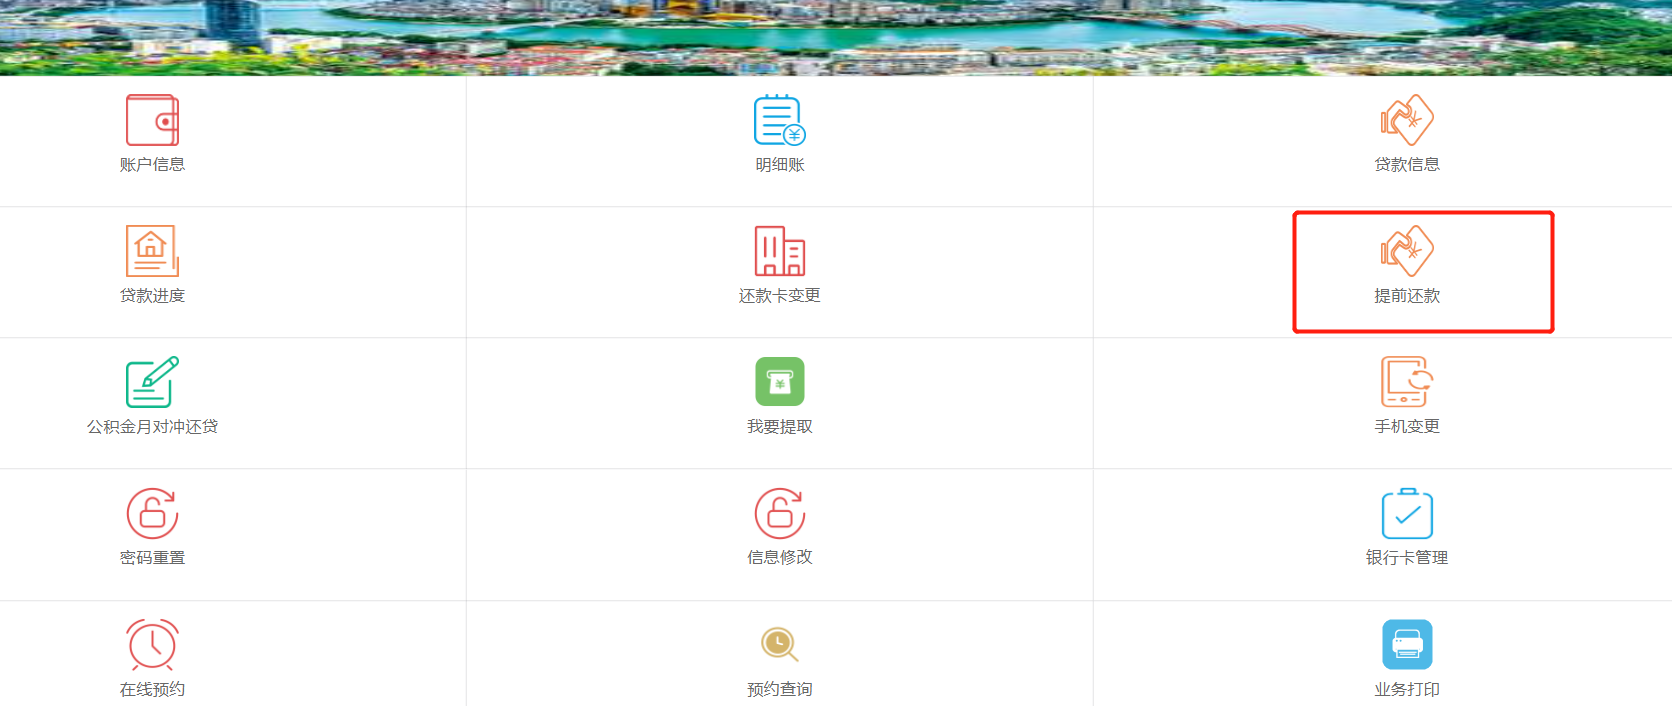 账户信息
明细账
贷款信息
贷款进度
还款卡变更
提前还款
公积金月对冲还贷
我要提取
手机变更
密码重置
信息修改
银行卡管理
在线预约
预约查询
业务打印